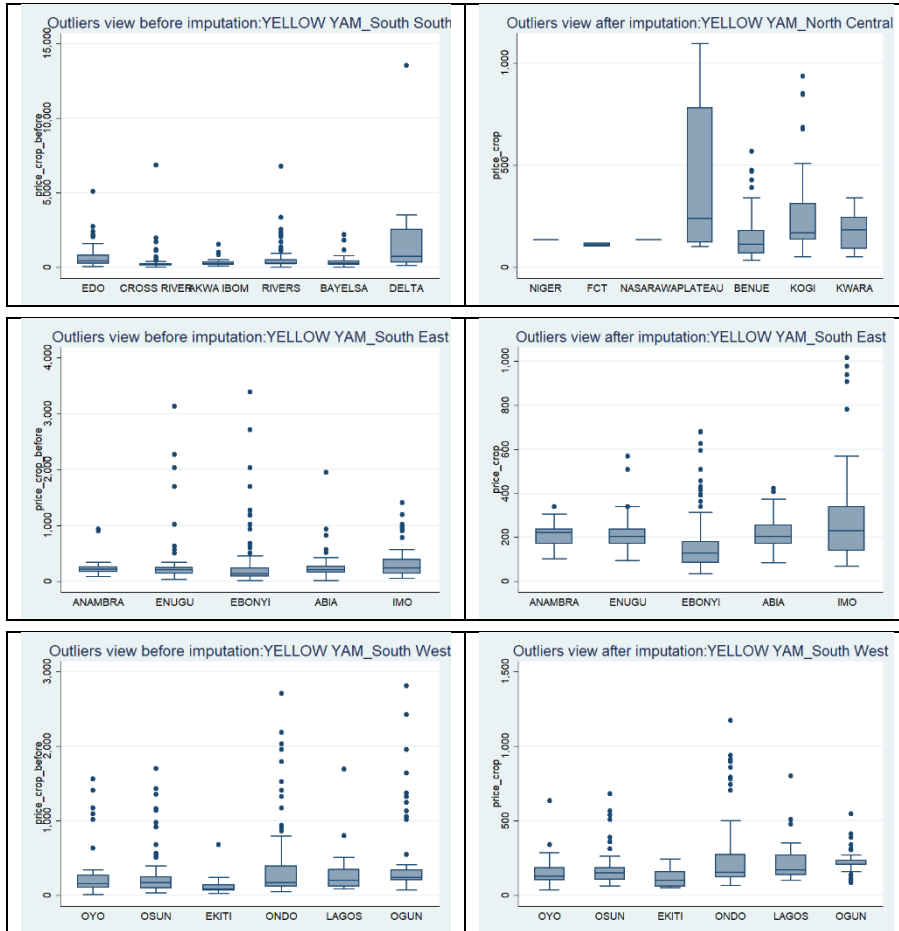 Outliers view before imputation:YELLOW YAM_South South
price_crop_before
15,000
10,000
5,000
0
EDO CROSS RIVER AKWA IBOM RIVERS BAYELSA DELTA
Outliers view after imputation:YELLOW YAM_North Central
price_crop
1,000
500
0
NIGER FCT NASARAWA PLATEAU BENUE KOGI KWARA
Outliers view before imputation:YELLOW YAM_South East
price_crop_before
4,000
3,000
2,000
1,000
0
ANAMBRA ENUGU EBONYI ABIA IMO
Outliers view after imputation:YELLOW YAM_South East
price_crop
1,000
800
600
400
200
0
ANAMBRA ENUGU EBONYI ABIA IMO
Outliers view before imputation:YELLOW YAM_South West
price_crop_before
3,000
2,000
1,000
0
OYO OSUN EKITI ONDO LAGOS OGUN
Outliers view after imputation:YELLOW YAM_South West
price_crop
1,500
1,000
500
0
OYO OSUN EKITI ONDO LAGOS OGUN